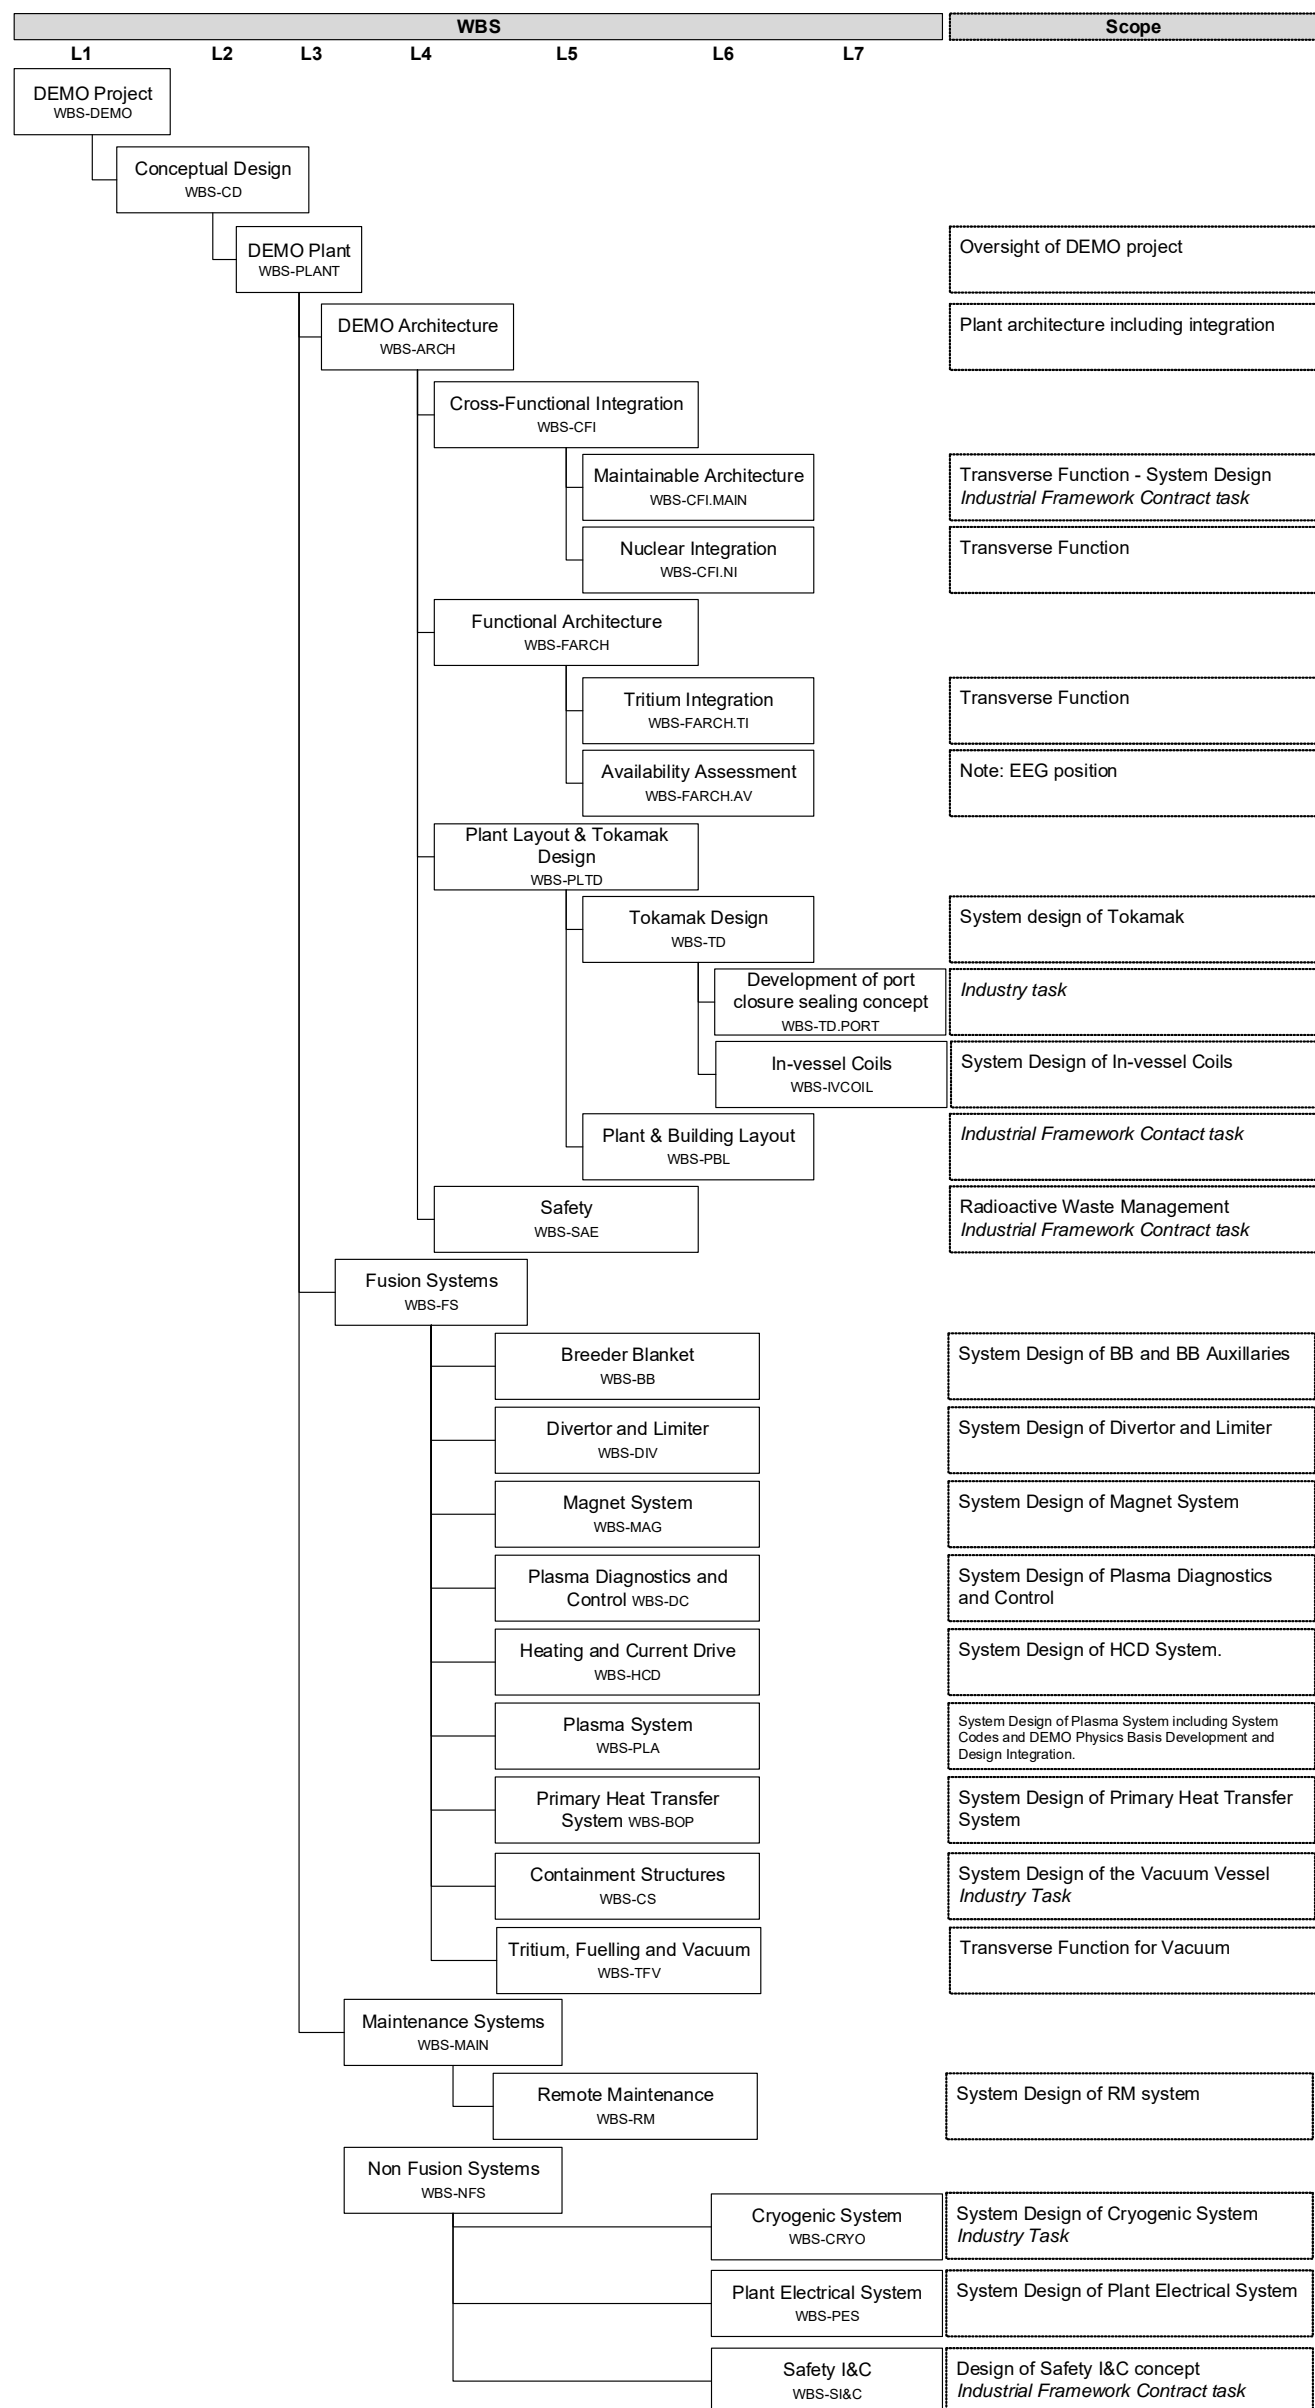 WBS
Scope
L1 L2 L3 L4 L5 L6 L7
DEMO Project
WBS-DEMO
Conceptual Design
WBS-CD
DEMO Plant
WBS-PLANT
Oversight of DEMO project
DEMO Architecture
WBS-ARCH
Plant architecture including integration
Cross-Functional Integration
WBS-CFI
Maintainable Architecture
WBS-CFI.MAIN
Transverse Function - System Design
Industrial Framework Contract task
Nuclear Integration
WBS-CFI.NI
Transverse Function
Functional Architecture
WBS-FARCH
Tritium Integration
WBS-FARCH.TI
Transverse Function
Availability Assessment
WBS-FARCH.AV
Note: EEG position
Plant Layout & Tokamak
Design
WBS-PLTD
Tokamak Design
WBS-TD
System design of Tokamak
Development of port
closure sealing concept
WBS-TD.PORT
Industry task
In-vessel Coils
WBS-IVCOIL
System Design of In-vessel Coils
Plant & Building Layout
WBS-PBL
Industrial Framework Contact task
Safety
WBS-SAE
Radioactive Waste Management
Industrial Framework Contract task
Fusion Systems
WBS-FS
Breeder Blanket
WBS-BB
System Design of BB and BB Auxillaries
Divertor and Limiter
WBS-DIV
System Design of Divertor and Limiter
Magnet System
WBS-MAG
System Design of Magnet System
Plasma Diagnostics and
Control WBS-DC
System Design of Plasma Diagnostics
and Control
Heating and Current Drive
WBS-HCD
System Design of HCD System.
Plasma System
WBS-PLA
System Design of Plasma System including System
Codes and DEMO Physics Basis Development and
Design Integration.
Primary Heat Transfer
System WBS-BOP
System Design of Primary Heat Transfer
System
Containment Structures
WBS-CS
System Design of the Vacuum Vessel
Industry Task
Tritium, Fuelling and Vacuum
WBS-TFV
Transverse Function for Vacuum
Maintenance Systems
WBS-MAIN
Remote Maintenance
WBS-RM
System Design of RM system
Non Fusion Systems
WBS-NFS
Cryogenic System
WBS-CRYO
System Design of Cryogenic System
Industry Task
Plant Electrical System
WBS-PES
System Design of Plant Electrical System
Safety I&C
WBS-SI&C
Design of Safety I&C concept
Industrial Framework Contract task